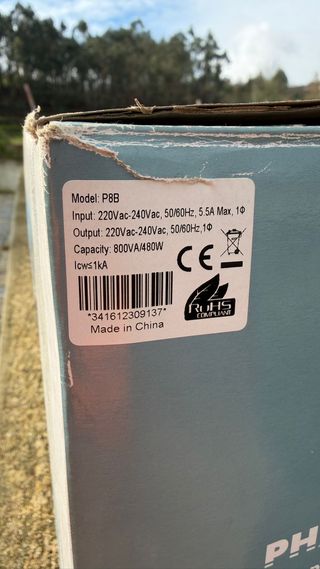 Model: P8B
Input: 220Vac-240Vac, 50/60Hz, 5.5A Max, 1Φ
Output: 220Vac-240Vac, 50/60Hz,1Φ
Capacity: 800VA/480W
Icw≤1kA
CE
*341612309137*
RoHS
COMPLIANT
Made in China
PH